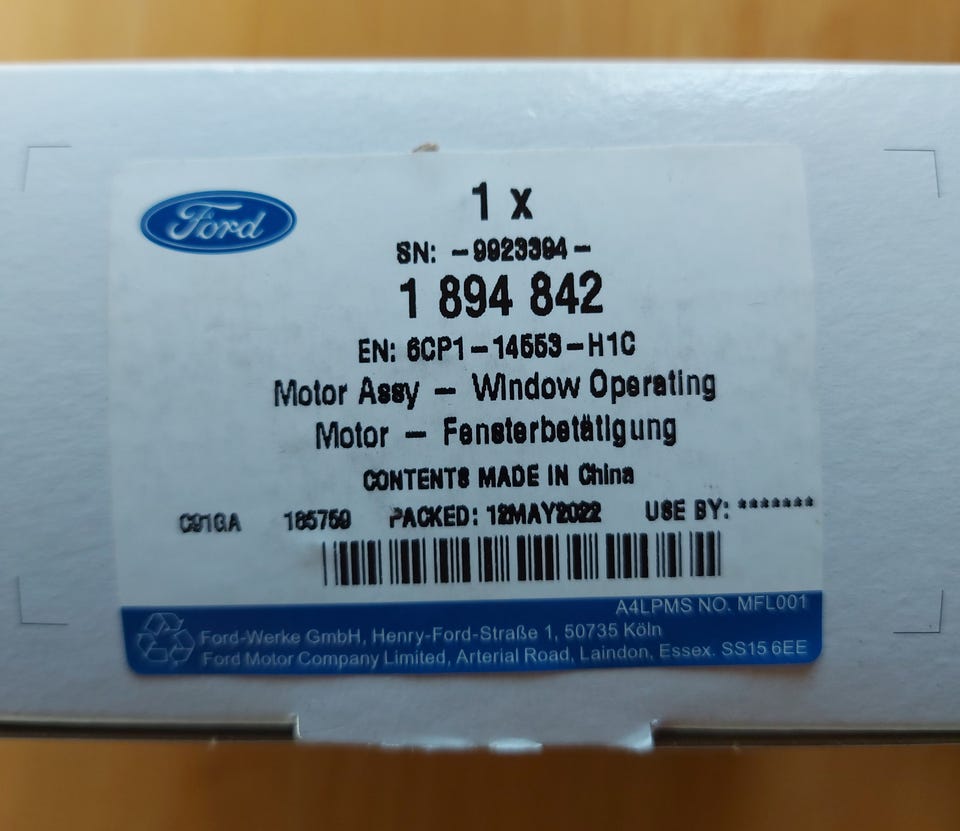 Ford
1 x
SN: -9923394-
1 894 842
EN: 6CP1-14553-H1C
Motor Assy - Window Operating
Motor - Fensterbetätigung
CONTENTS MADE IN China
C91GA 185759 PACKED: 12MAY2022 USE BY: *******
A4LPMS NO. MFL001
Ford-Werke GmbH, Henry-Ford-Straße 1, 50735 Köln
Ford Motor Company Limited, Arterial Road, Laindon, Essex. SS15 6EE